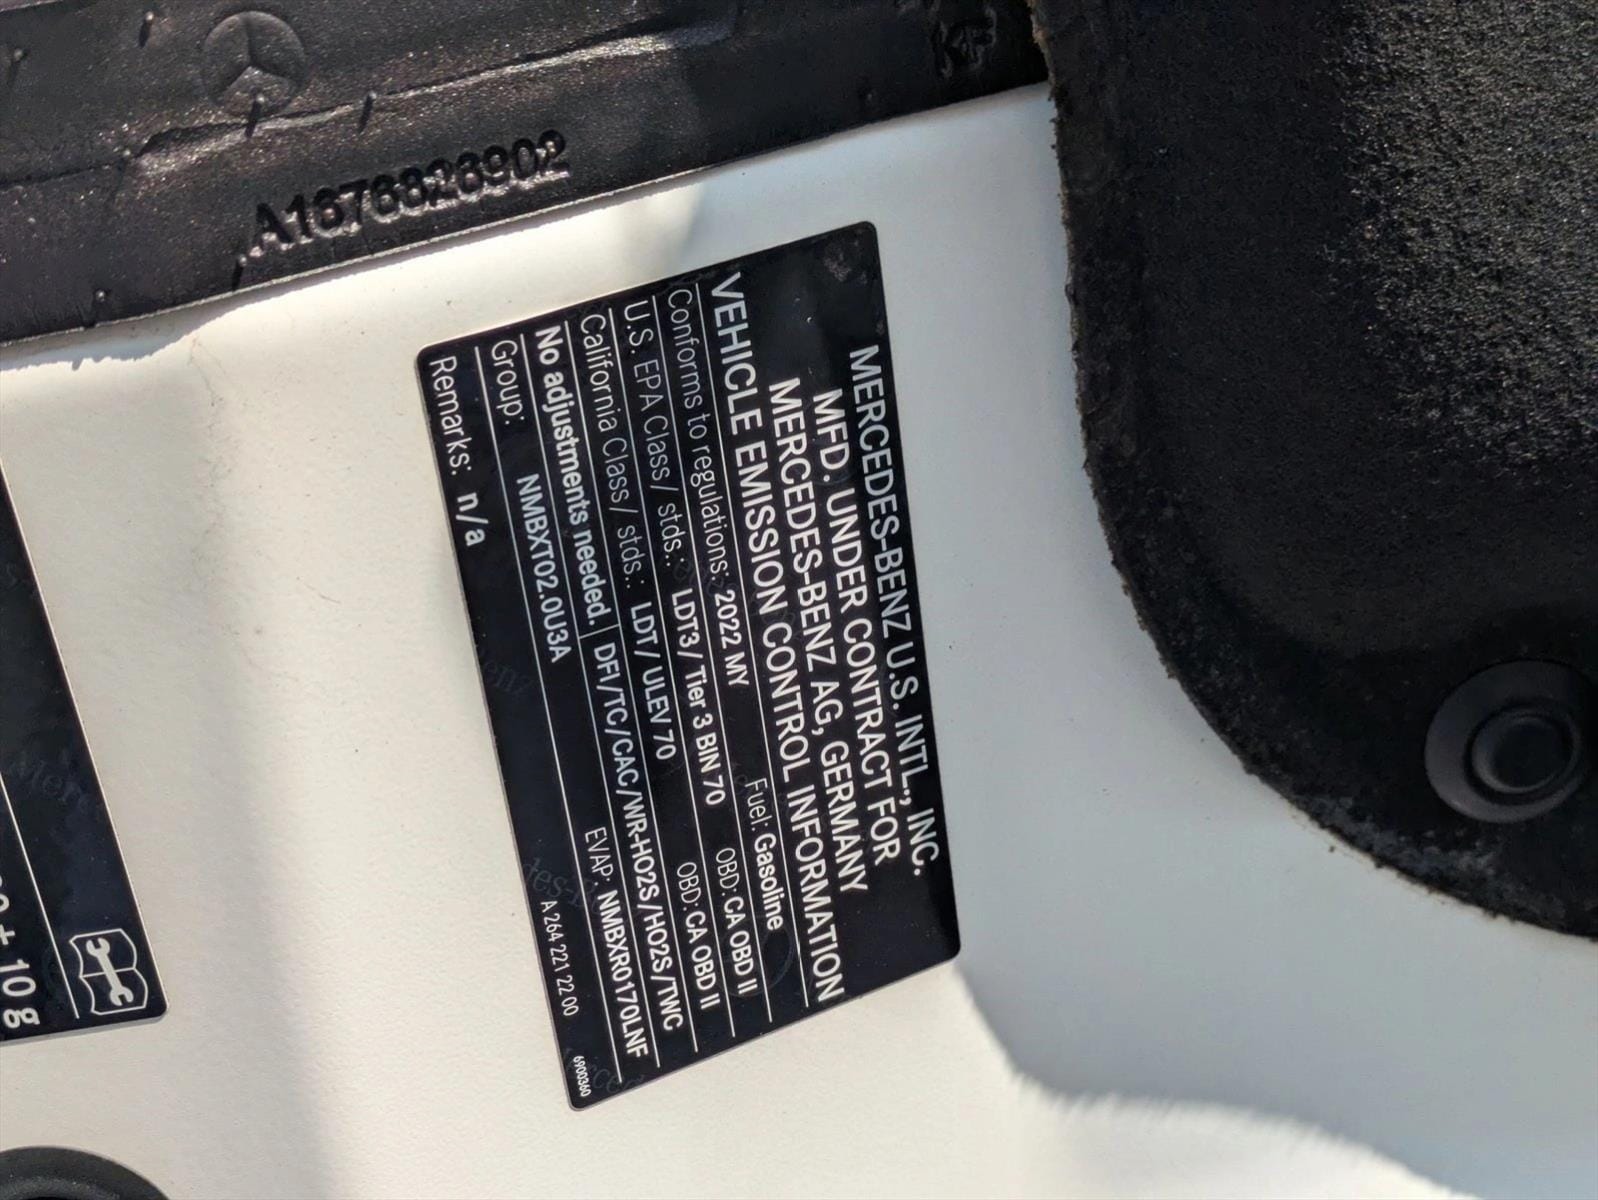 KF
A1676826902
MERCEDES-BENZ U.S. INTL., INC.
MFD. UNDER CONTRACT FOR
MERCEDES-BENZ AG, GERMANY
VEHICLE EMISSION CONTROL INFORMATION
Conforms to regulations: 2022 MY Fuel: Gasoline
U.S. EPA Class/ stds.: LDT3/Tier 3 BIN 70 OBD: CA OBD II
California Class / stds.: LDT/ ULEV 70 OBD: CA OBD II
No adjustments needed. DFI/TC/CAC/WR-HO2S/HO2S/TWC
Group: NMBXT02.0U3A EVAP: NMBXR0170LNF
Remarks: n/a A 264 221 22 00
6900360
± 10 g